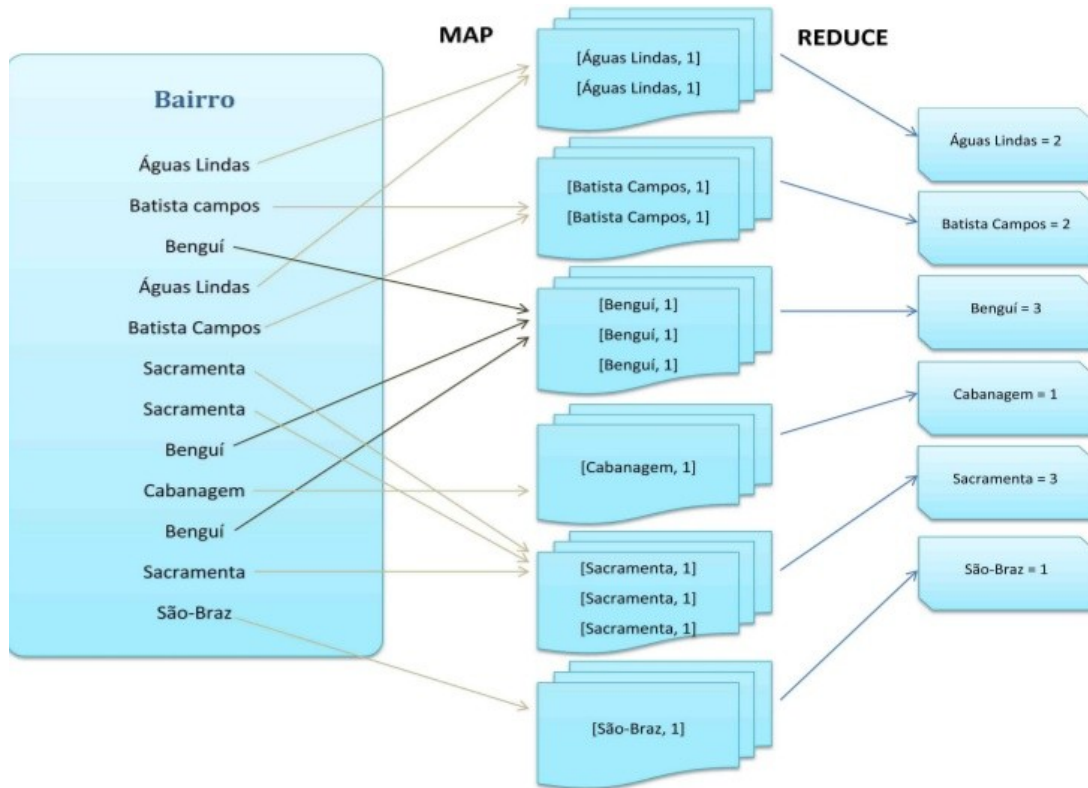 MAP
REDUCE
Bairro
Águas Lindas
Batista campos
Benguí
Águas Lindas
Batista Campos
Sacramenta
Sacramenta
Benguí
Cabanagem
Benguí
Sacramenta
São-Braz
[Águas Lindas, 1]
[Águas Lindas, 1]
[Batista Campos, 1]
[Batista Campos, 1]
[Benguí, 1]
[Benguí, 1]
[Benguí, 1]
[Cabanagem, 1]
[Sacramenta, 1]
[Sacramenta, 1]
[Sacramenta, 1]
[São-Braz, 1]
Águas Lindas = 2
Batista Campos = 2
Benguí = 3
Cabanagem = 1
Sacramenta = 3
São-Braz = 1